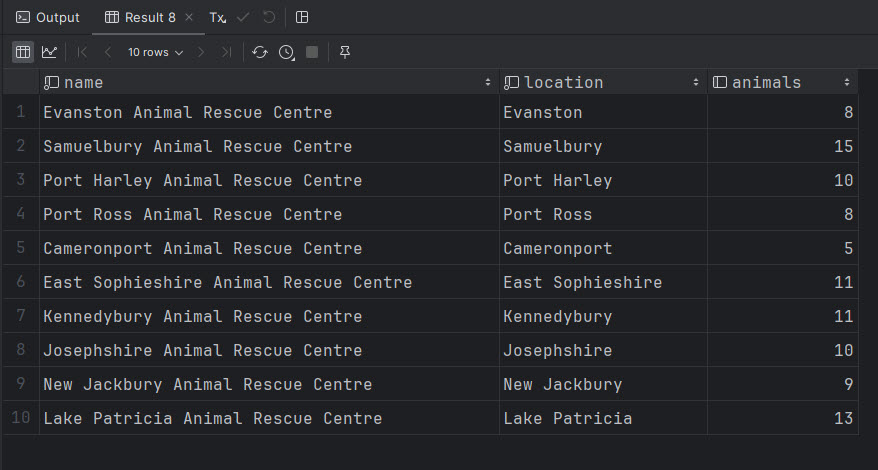 Output Result 8 × Tx
10 rows
name location animals
1 Evanston Animal Rescue Centre Evanston 8
2 Samuelbury Animal Rescue Centre Samuelbury 15
3 Port Harley Animal Rescue Centre Port Harley 10
4 Port Ross Animal Rescue Centre Port Ross 8
5 Cameronport Animal Rescue Centre Cameronport 5
6 East Sophieshire Animal Rescue Centre East Sophieshire 11
7 Kennedybury Animal Rescue Centre Kennedybury 11
8 Josephshire Animal Rescue Centre Josephshire 10
9 New Jackbury Animal Rescue Centre New Jackbury 9
10 Lake Patricia Animal Rescue Centre Lake Patricia 13